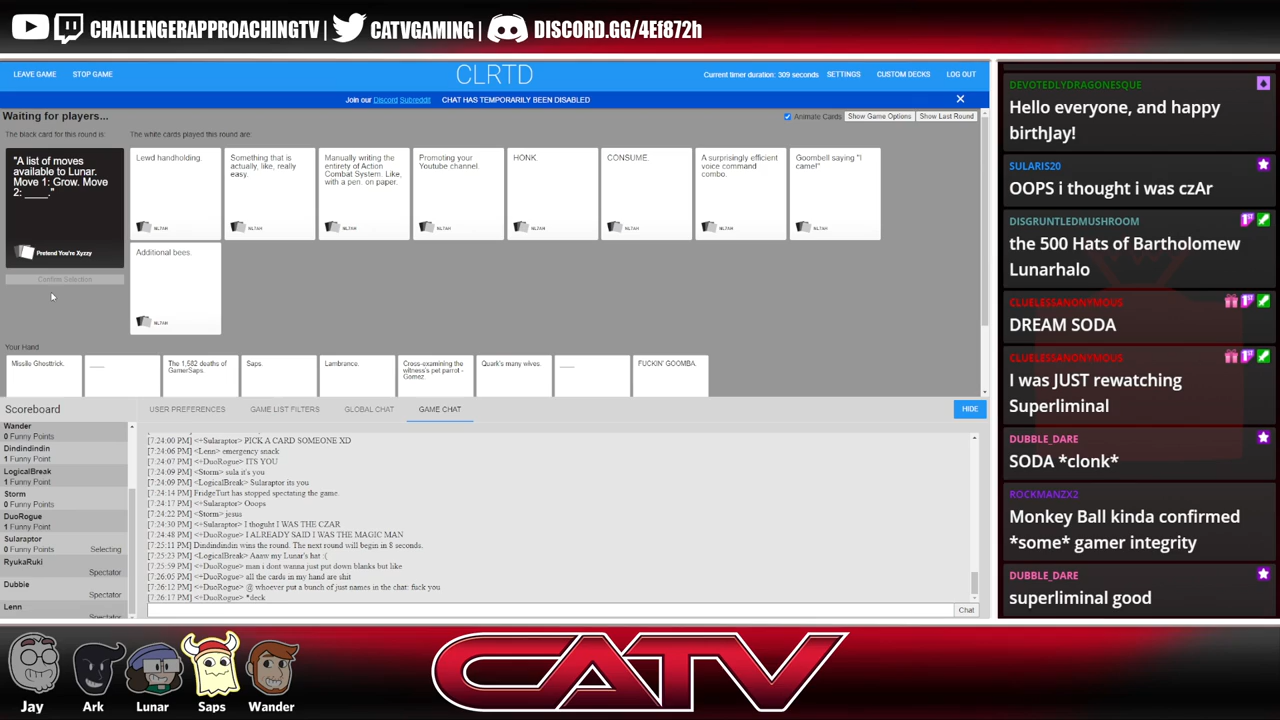 CHALLENGERAPPROACHINGTV | CATVGAMING | DISCORD.GG/4Ef872h
LEAVE GAME
STOP GAME
CLRTD
Current timer duration: 309 seconds
SETTINGS
CUSTOM DECKS
LOG OUT
Join our Discord Subreddit CHAT HAS TEMPORARILY BEEN DISABLED
Waiting for players...
Animate Cards
Show Game Options
Show Last Round
The black card for this round is:
The white cards played this round are:
"A list of moves
available to Lunar.
Move 1: Grow. Move
2: ____."
Pretend You're Xyzzy
Confirm Selection
Lewd handholding.
NL7AH
Something that is
actually, like, really
easy.
NL7AH
Manually writing the
entirety of Action
Combat System. Like,
with a pen. on paper.
NL7AH
Promoting your
Youtube channel.
NL7AH
HONK.
NL7AH
CONSUME.
NL7AH
A surprisingly efficient
voice command
combo.
NL7AH
Goombell saying "I
came!"
NL7AH
Additional bees.
NL7AH
Your Hand
Missile Ghosttrick.
____
The 1,582 deaths of
GamerSaps.
Saps.
Lambrance.
Cross-examining the
witness's pet parrot -
Gomez.
Quark's many wives.
____
FUCKIN' GOOMBA.
Scoreboard
USER PREFERENCES
GAME LIST FILTERS
GLOBAL CHAT
GAME CHAT
HIDE
Wander
0 Funny Points
Dindindindin
1 Funny Point
LogicalBreak
1 Funny Point
Storm
0 Funny Points
DuoRogue
1 Funny Point
Sularaptor
0 Funny Points
Selecting
RyukaRuki
Spectator
Dubbie
Spectator
Lenn
Spectator
[7:24:00 PM] <+Sularaptor> PICK A CARD SOMEONE XD
[7:24:06 PM] <Lenn> emergency snack
[7:24:07 PM] <+DuoRogue> ITS YOU
[7:24:09 PM] <Storm> sula it's you
[7:24:09 PM] <LogicalBreak> Sularaptor its you
[7:24:14 PM] FridgeTurt has stopped spectating the game.
[7:24:17 PM] <+Sularaptor> Ooops
[7:24:22 PM] <Storm> jesus
[7:24:30 PM] <+Sularaptor> I thoguht I WAS THE CZAR
[7:24:48 PM] <+DuoRogue> I ALREADY SAID I WAS THE MAGIC MAN
[7:25:11 PM] Dindindindin wins the round. The next round will begin in 8 seconds.
[7:25:23 PM] <LogicalBreak> Aaaw my Lunar's hat :(
[7:25:59 PM] <+DuoRogue> man i dont wanna just put down blanks but like
[7:26:05 PM] <+DuoRogue> all the cards in my hand are shit
[7:26:12 PM] <+DuoRogue> @ whoever put a bunch of just names in the chat: fuck you
[7:26:17 PM] <+DuoRogue> *deck
Chat
DEVOTEDLYDRAGONESQUE
Hello everyone, and happy
birthJay!
SULARIS20
OOPS i thought i was czAr
DISGRUNTLEDMUSHROOM
the 500 Hats of Bartholomew
Lunarhalo
CLUELESSANONYMOUS
DREAM SODA
CLUELESSANONYMOUS
I was JUST rewatching
Superliminal
DUBBLE_DARE
SODA *clonk*
ROCKMANZX2
Monkey Ball kinda confirmed
*some* gamer integrity
DUBBLE_DARE
superliminal good
Jay
Ark
Lunar
Saps
Wander
CATV